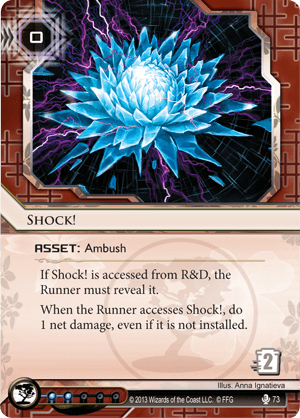 0
SHOCK!
ASSET: Ambush
If Shock! is accessed from R&D, the
Runner must reveal it.
When the Runner accesses Shock!, do
1 net damage, even if it is not installed.
2
Illus. Anna Ignatieva
© 2013 Wizards of the Coast LLC. © FFG
73